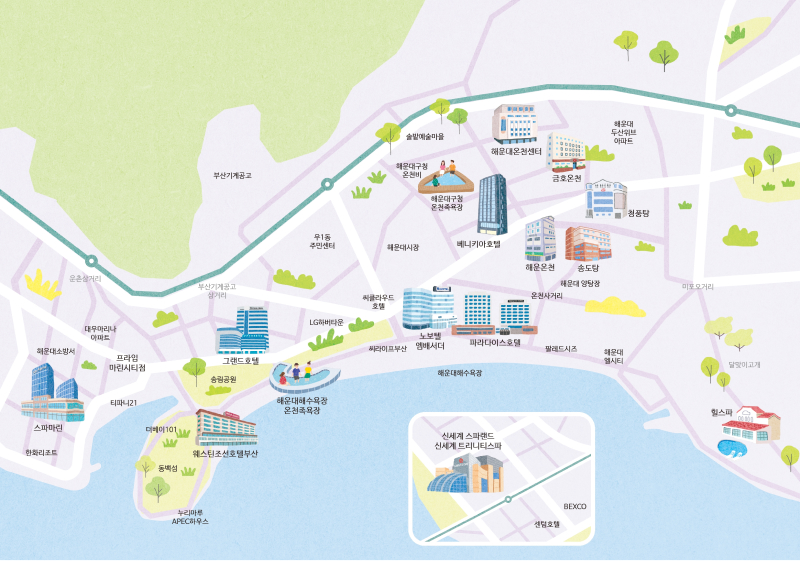 부산기계공고
솔밭예술마을
해운대온천센터
해운대
두산위브
아파트
해운대구청
온천비
금호온천
해운대구청
온천족욕장
청풍탕
우1동
주민센터
해운대시장
베니키아호텔
해운온천
송도탕
운촌삼거리
부산기계공고
삼거리
해운대 양탕장
미포오거리
씨클라우드
호텔
온천사거리
대우마리나
아파트
LG하버타운
노보텔
엠배서더
파라다이스호텔
해운대소방서
프라임
마린시티점
그랜드호텔
씨라이프부산
팔레드시즈
해운대
엘시티
달맞이고개
송림공원
해운대해수욕장
해운대해수욕장
온천족욕장
티파니21
스파마린
더베이101
힐스파
한화리조트
웨스틴조선호텔부산
동백섬
누리마루
APEC하우스
신세계 스파랜드
신세계 트리니티스파
BEXCO
센텀호텔